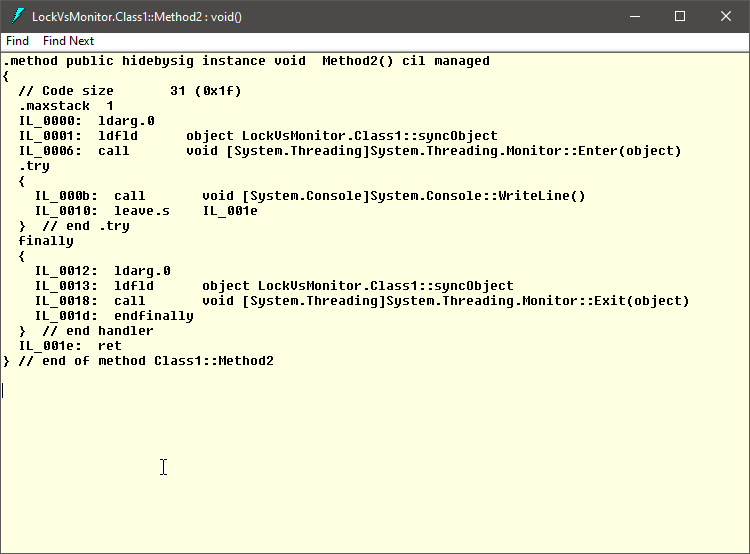 LockVsMonitor.Class1::Method2 : void()
Find Find Next
.method public hidebysig instance void  Method2() cil managed
{
  // Code size       31 (0x1f)
  .maxstack  1
  IL_0000:  ldarg.0
  IL_0001:  ldfld      object LockVsMonitor.Class1::syncObject
  IL_0006:  call       void [System.Threading]System.Threading.Monitor::Enter(object)
  .try
  {
    IL_000b:  call       void [System.Console]System.Console::WriteLine()
    IL_0010:  leave.s    IL_001e
  }  // end .try
  finally
  {
    IL_0012:  ldarg.0
    IL_0013:  ldfld      object LockVsMonitor.Class1::syncObject
    IL_0018:  call       void [System.Threading]System.Threading.Monitor::Exit(object)
    IL_001d:  endfinally
  }  // end handler
  IL_001e:  ret
} // end of method Class1::Method2